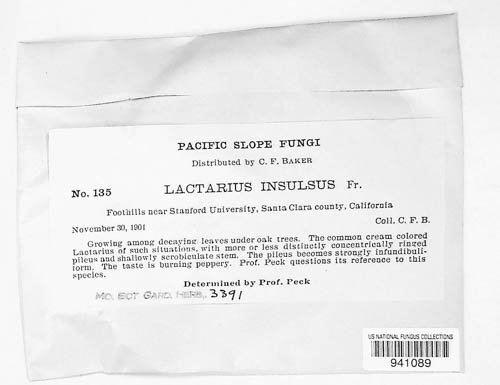 PACIFIC SLOPE FUNGI
Distributed by C. F. BAKER
No. 135 LACTARIUS INSULSUS Fr.
Foothills near Stanford University, Santa Clara county, California
November 30, 1901 Coll. C. F. B.
Growing among decaying leaves under oak trees. The common cream colored
Lactarius of such situations, with more or less distinctly concentrically ringed
pileus and shallowly scrobiculate stem. The pileus becomes strongly infundibuli-
form. The taste is burning peppery. Prof. Peck questions its reference to this
species.
Determined by Prof. Peck
MO. BOT GARD. HERB. 3391
US NATIONAL FUNGUS COLLECTIONS
941089